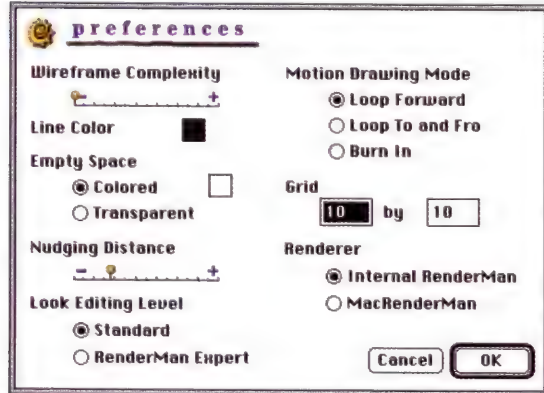 preferences
Wireframe Complexity
- +
Line Color
Empty Space
Colored
Transparent
Nudging Distance
- +
Look Editing Level
Standard
RenderMan Expert
Motion Drawing Mode
Loop Forward
Loop To and Fro
Burn In
Grid
10 by 10
Renderer
Internal RenderMan
MacRenderMan
Cancel OK